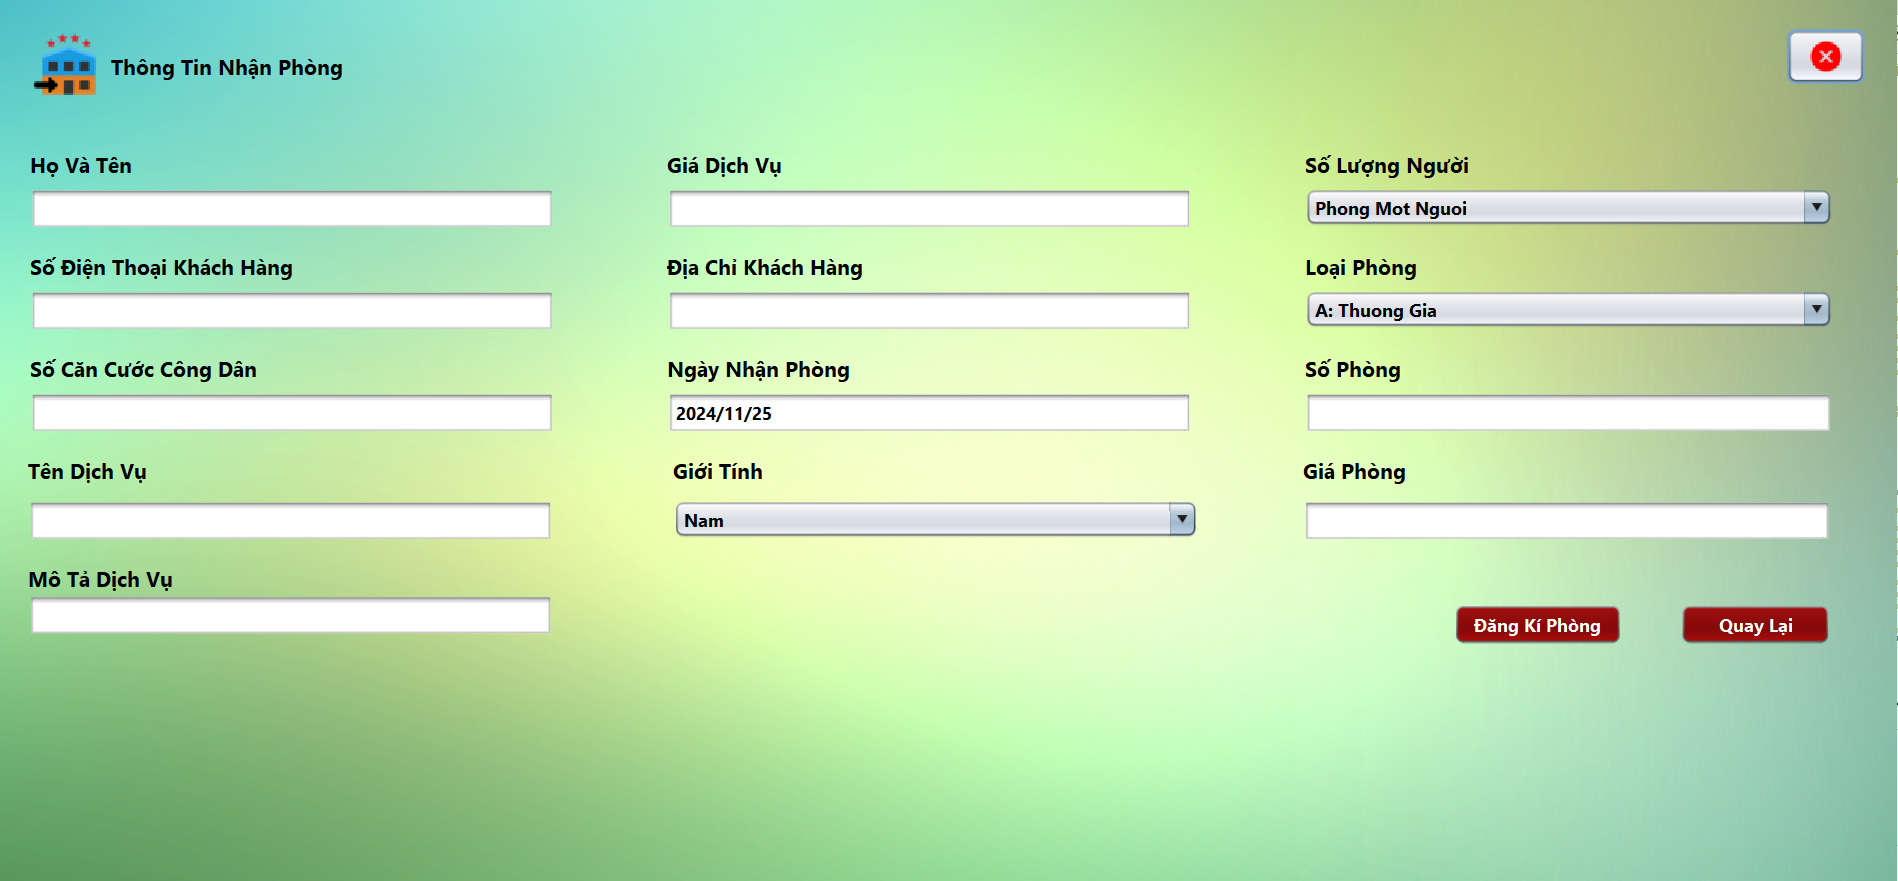 Thông Tin Nhận Phòng
Họ Và Tên
Giá Dịch Vụ
Số Lượng Người
Phong Mot Nguoi
Số Điện Thoại Khách Hàng
Địa Chỉ Khách Hàng
Loại Phòng
A: Thuong Gia
Số Căn Cước Công Dân
Ngày Nhận Phòng
Số Phòng
2024/11/25
Tên Dịch Vụ
Giới Tính
Giá Phòng
Nam
Mô Tả Dịch Vụ
Đăng Kí Phòng
Quay Lại